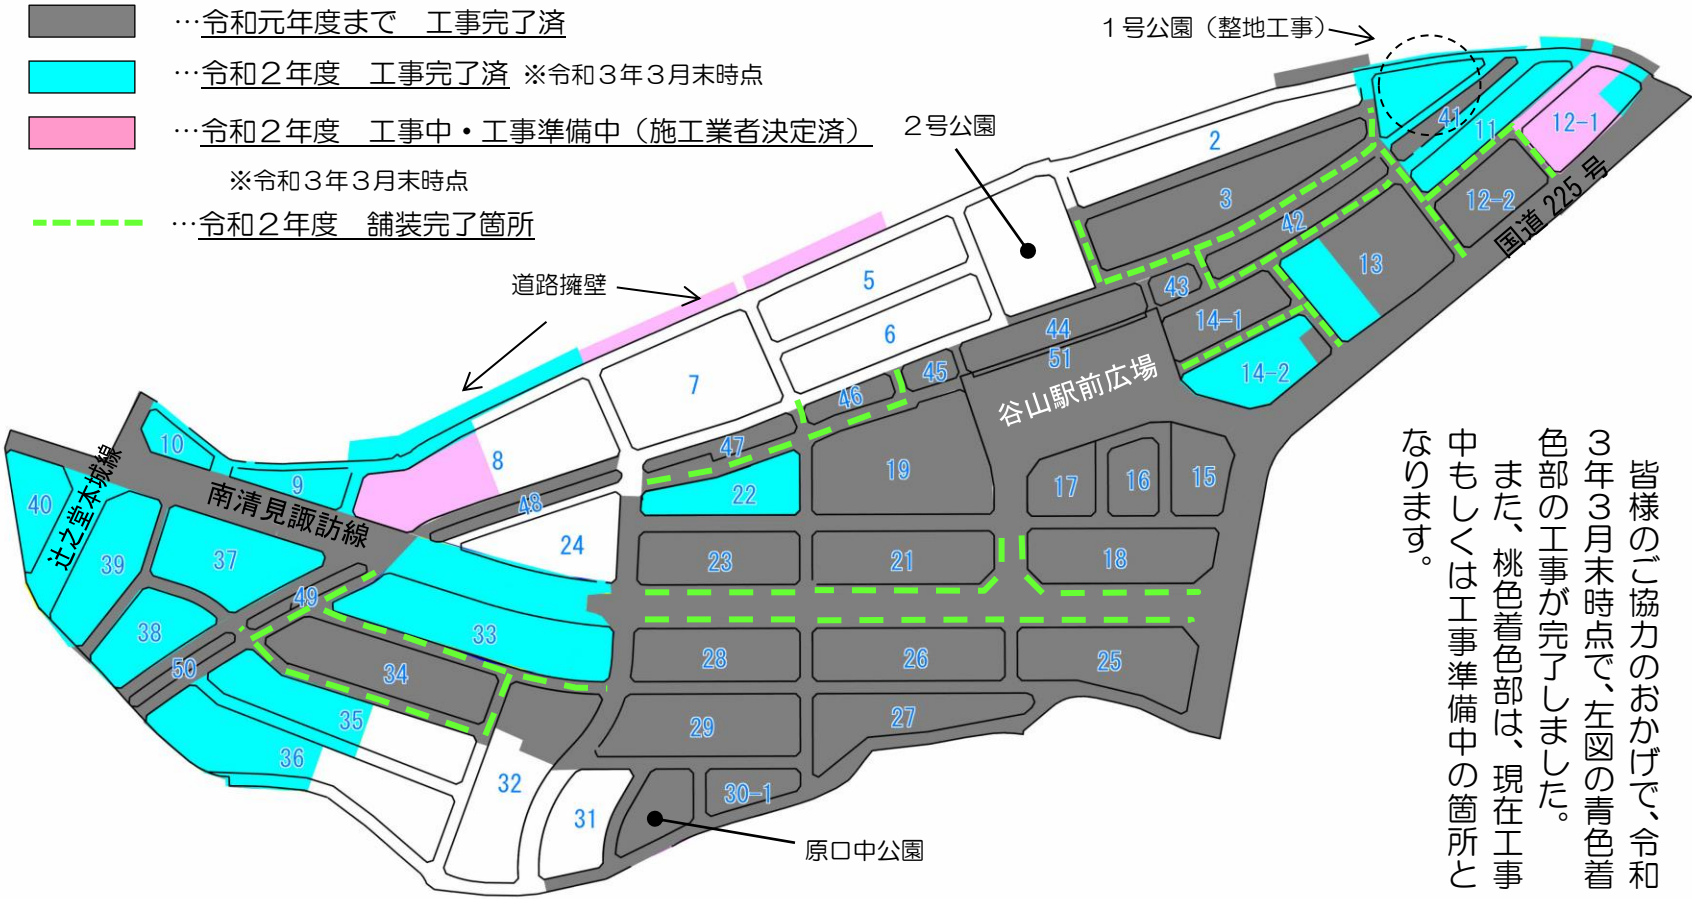 …令和元年度まで　工事完了済
…令和２年度　工事完了済 ※令和３年３月末時点
…令和２年度　工事中・工事準備中（施工業者決定済）
※令和３年３月末時点
…令和２年度　舗装完了箇所
１号公園（整地工事）
２号公園
道路擁壁
国道 225 号
谷山駅前広場
南清見諏訪線
辻之堂本城線
原口中公園
2
3
5
6
7
8
9
10
11
12-1
12-2
13
14-1
14-2
15
16
17
18
19
21
22
23
24
25
26
27
28
29
30-1
31
32
33
34
35
36
37
38
39
40
41
42
43
44
45
46
47
48
49
50
51
皆様のご協力のおかげで、令和
３年３月末時点で、左図の青色着
色部の工事が完了しました。
また、桃色着色部は、現在工事
中もしくは工事準備中の箇所と
なります。